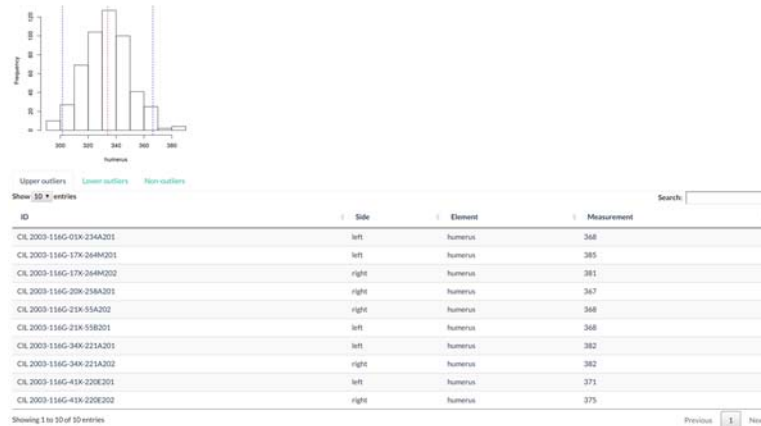 120
100
80
60
40
20
0
Frequency
300 320 340 360 380
humerus
Upper outliers Lower outliers Non-outliers
Show 10 entries Search:
ID Side Element Measurement
CIL 2003-116G-01X-234A201 left humerus 368
CIL 2003-116G-17X-264M201 left humerus 385
CIL 2003-116G-17X-264M202 right humerus 381
CIL 2003-116G-20X-258A201 right humerus 367
CIL 2003-116G-21X-55A202 right humerus 368
CIL 2003-116G-21X-55B201 left humerus 368
CIL 2003-116G-34X-221A201 left humerus 382
CIL 2003-116G-34X-221A202 right humerus 382
CIL 2003-116G-41X-220E201 left humerus 371
CIL 2003-116G-41X-220E202 right humerus 375
Showing 1 to 10 of 10 entries Previous 1 Nex